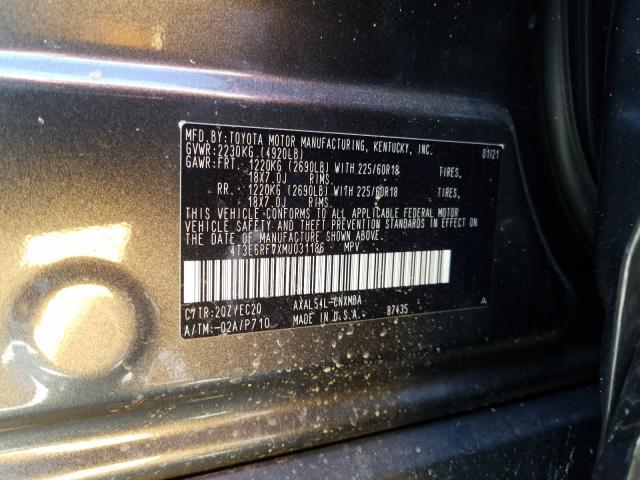 MFD.BY:TOYOTA MOTOR MANUFACTURING, KENTUCKY, INC. 01/21
GVWR:2230KG (4920LB)
GAWR:FRT. 1220KG (2690LB) WITH 225/60R18 TIRES,
18X7.0J RIMS,
RR. 1220KG (2690LB) WITH 225/60R18 TIRES,
18X7.0J RIMS.
THIS VEHICLE CONFORMS TO ALL APPLICABLE FEDERAL MOTOR
VEHICLE SAFETY AND THEFT PREVENTION STANDARDS IN EFFECT ON
THE DATE OF MANUFACTURE SHOWN ABOVE.
4T3E6RFVXMU031186 MPV
C/TR:2QZ/EC20 AXALS4L-CNXMBA A
A/TM:-02A/P710 MADE IN U.S.A. 87435